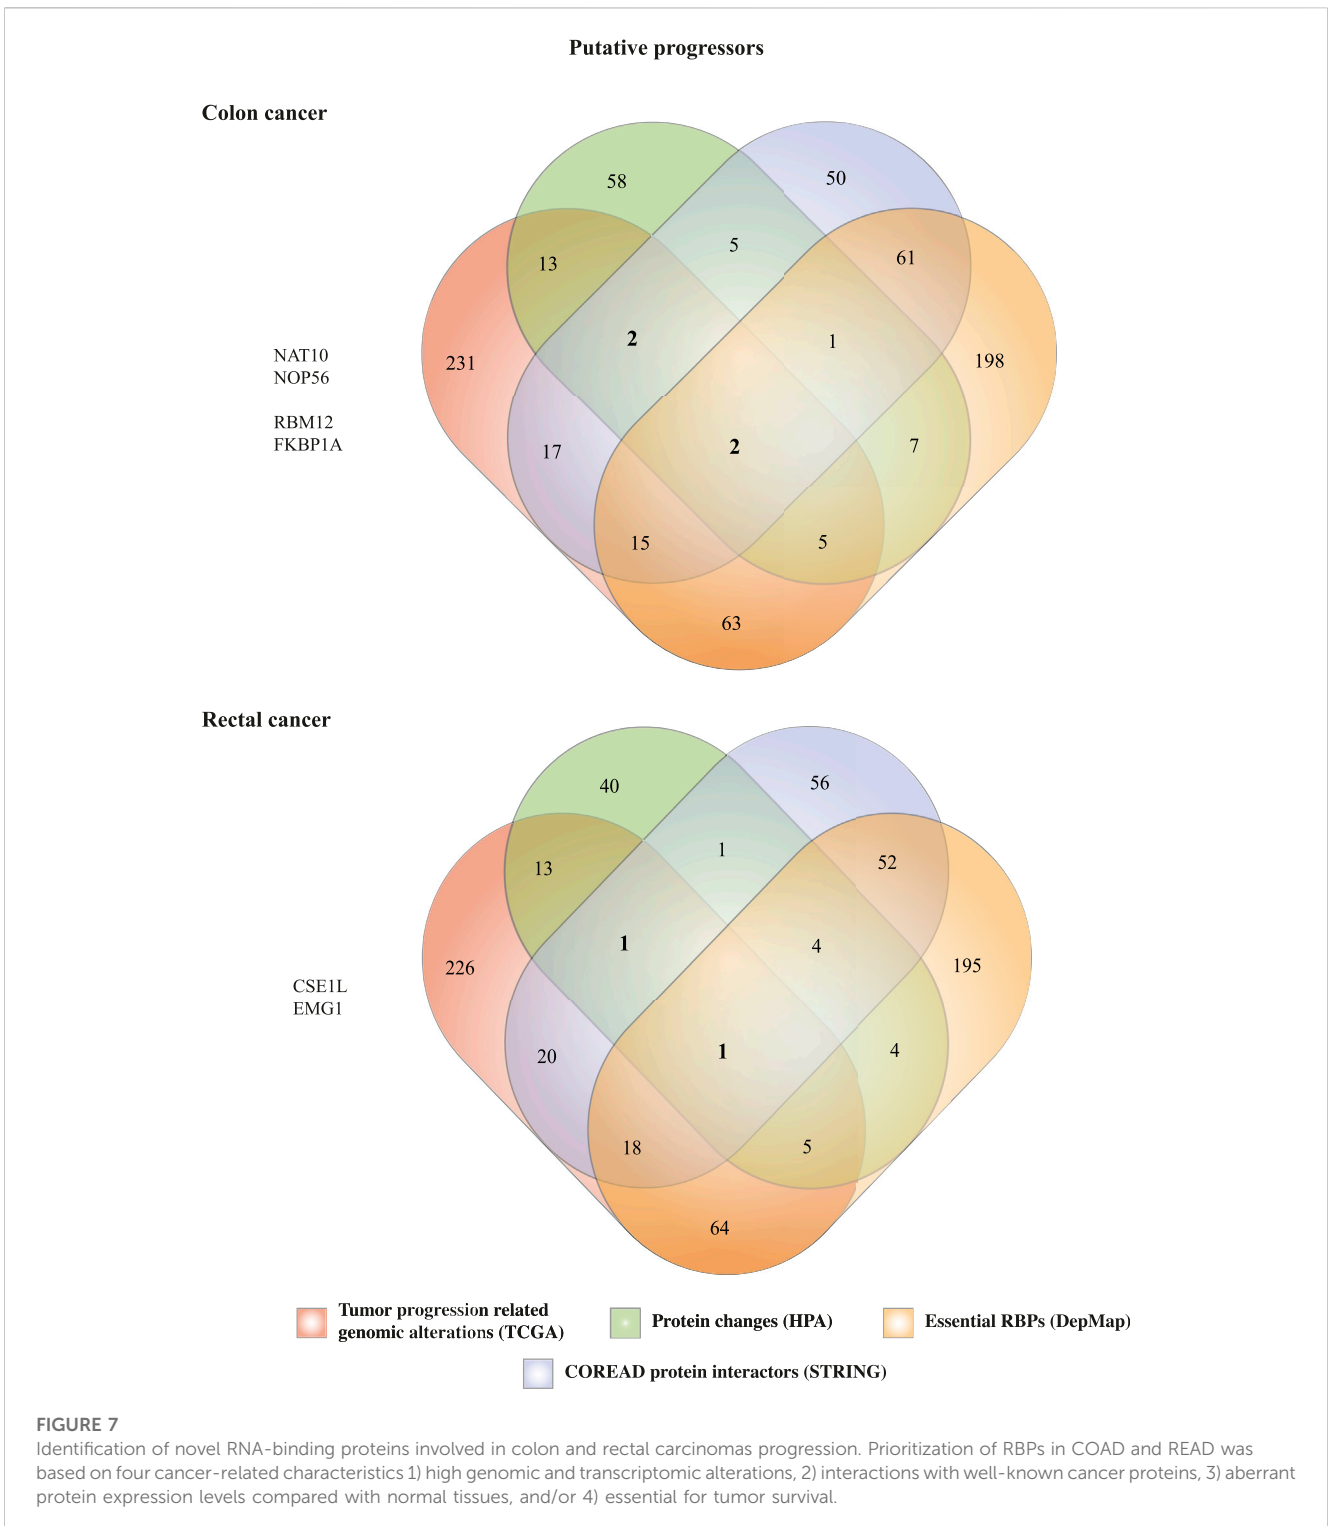 Putative progressors
Colon cancer
58
50
5
13
61
2
1
231
198
NAT10
NOP56
RBM12
FKBP1A
17
2
7
15
5
63
Rectal cancer
40
56
1
13
52
1
4
226
195
CSE1L
EMG1
20
1
4
18
5
64
Tumor progression related
genomic alterations (TCGA)
Protein changes (HPA)
Essential RBPs (DepMap)
COREAD protein interactors (STRING)
FIGURE 7
Identification of novel RNA-binding proteins involved in colon and rectal carcinomas progression. Prioritization of RBPs in COAD and READ was
based on four cancer-related characteristics 1) high genomic and transcriptomic alterations, 2) interactions with well-known cancer proteins, 3) aberrant
protein expression levels compared with normal tissues, and/or 4) essential for tumor survival.